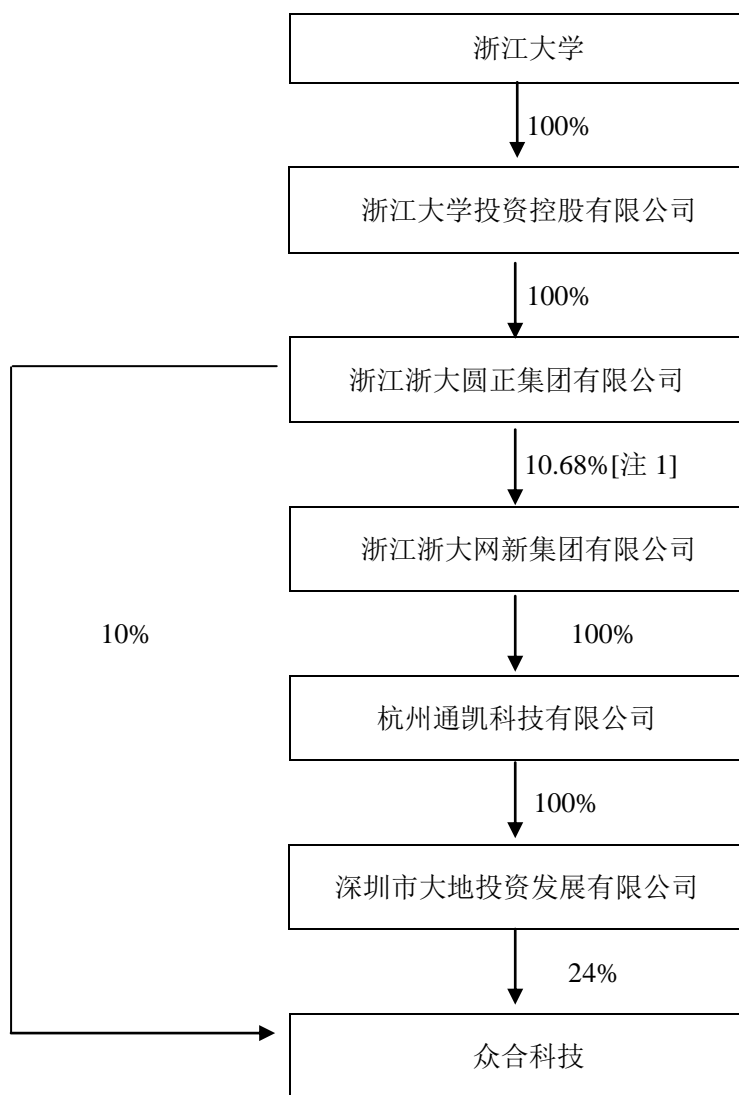 浙江大学
100%
浙江大学投资控股有限公司
100%
浙江浙大圆正集团有限公司
10.68%[注 1]
浙江浙大网新集团有限公司
10%
100%
杭州通凯科技有限公司
100%
深圳市大地投资发展有限公司
24%
众合科技